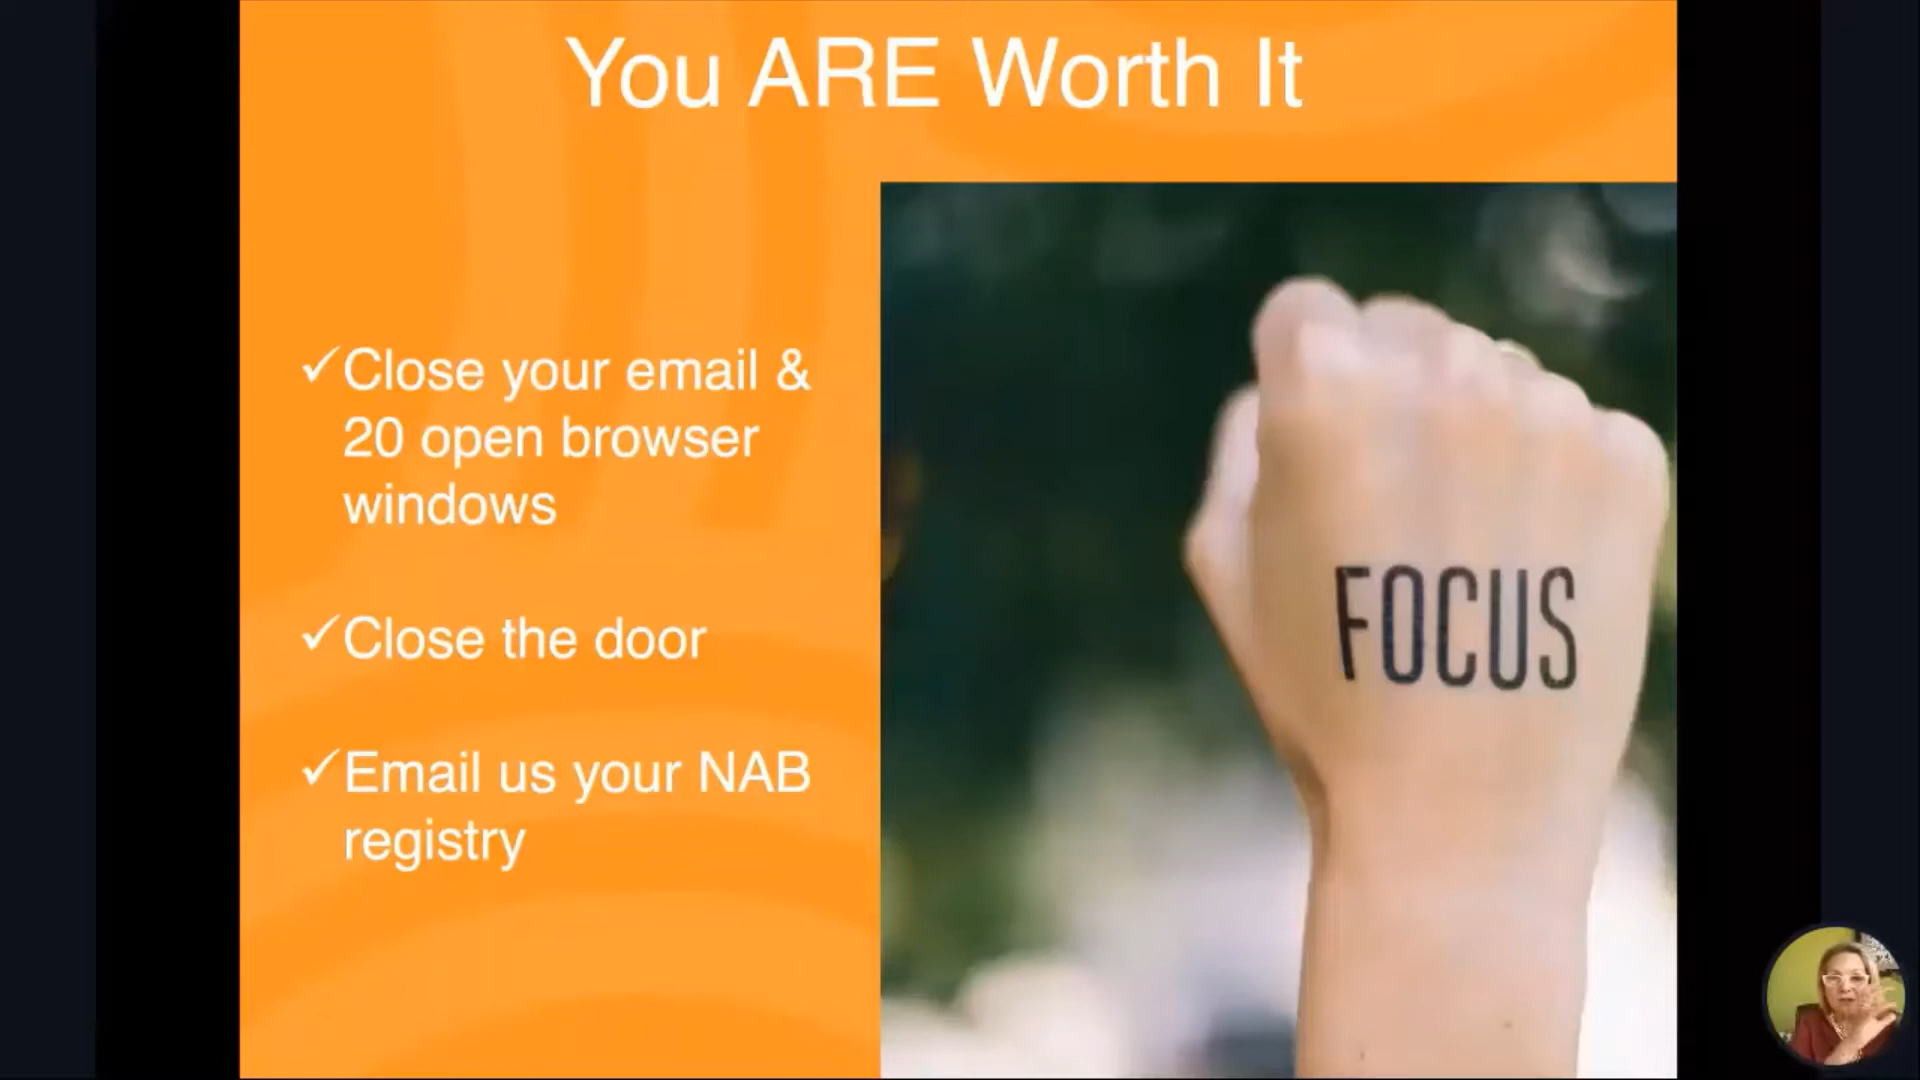 You ARE Worth It
✓Close your email &
20 open browser
windows
✓Close the door
✓Email us your NAB
registry
FOCUS